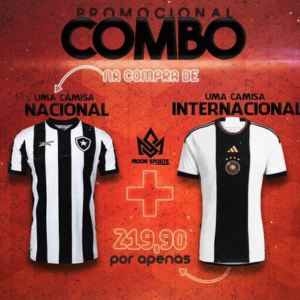 PROMOCIONAL
COMBO
NA COMPRA DE
UMA CAMISA
NACIONAL
UMA CAMISA
INTERNACIONAL
MOON SPORTS
219,90
por apenas